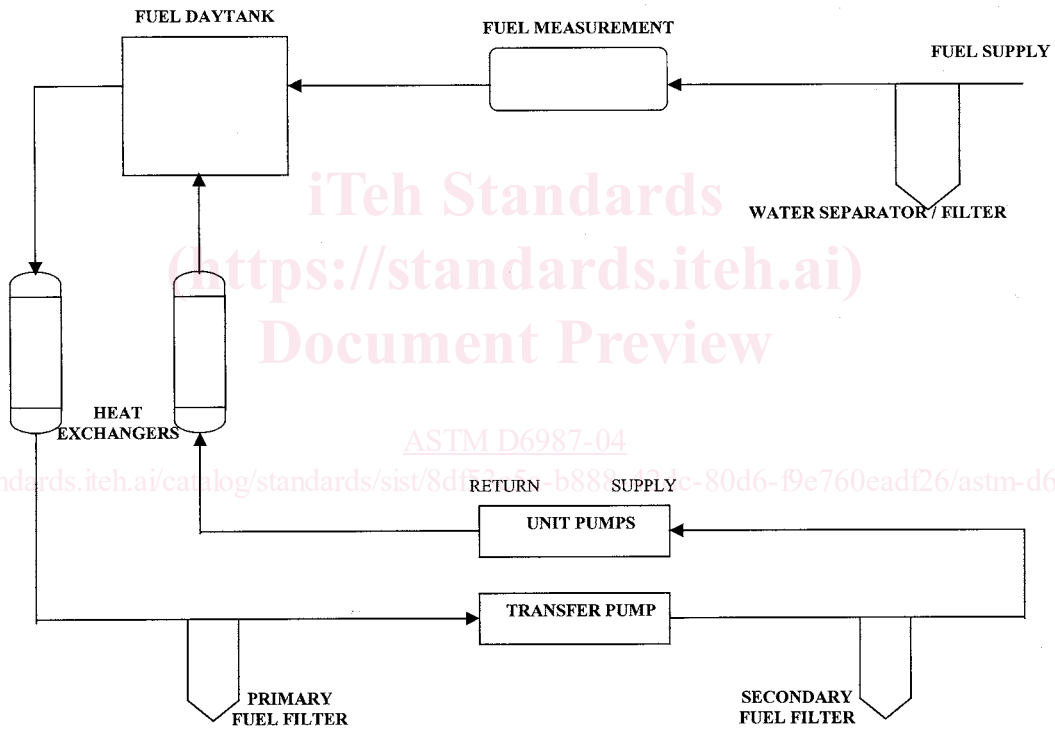 FUEL DAYTANK
FUEL MEASUREMENT
FUEL SUPPLY
iTeh Standards
WATER SEPARATOR / FILTER
(https://standards.iteh.ai)
Document Preview
HEAT
EXCHANGERS
ASTM D6987-04
RETURN SUPPLY
UNIT PUMPS
TRANSFER PUMP
PRIMARY
FUEL FILTER
SECONDARY
FUEL FILTER